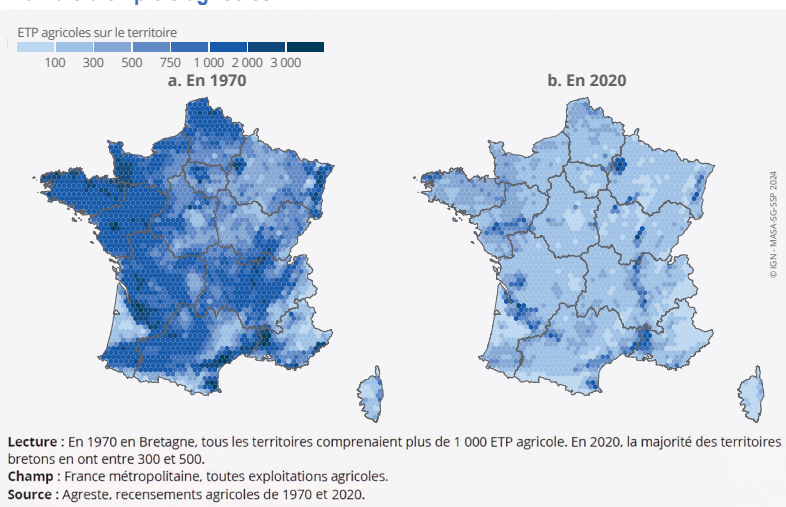 ETP agricoles sur le territoire
100 300 500 750 1 000 2 000 3 000
a. En 1970
b. En 2020
© IGN - MASA-SG-SSP 2024
Lecture : En 1970 en Bretagne, tous les territoires comprenaient plus de 1 000 ETP agricole. En 2020, la majorité des territoires
bretons en ont entre 300 et 500.
Champ : France métropolitaine, toutes exploitations agricoles.
Source : Agreste, recensements agricoles de 1970 et 2020.